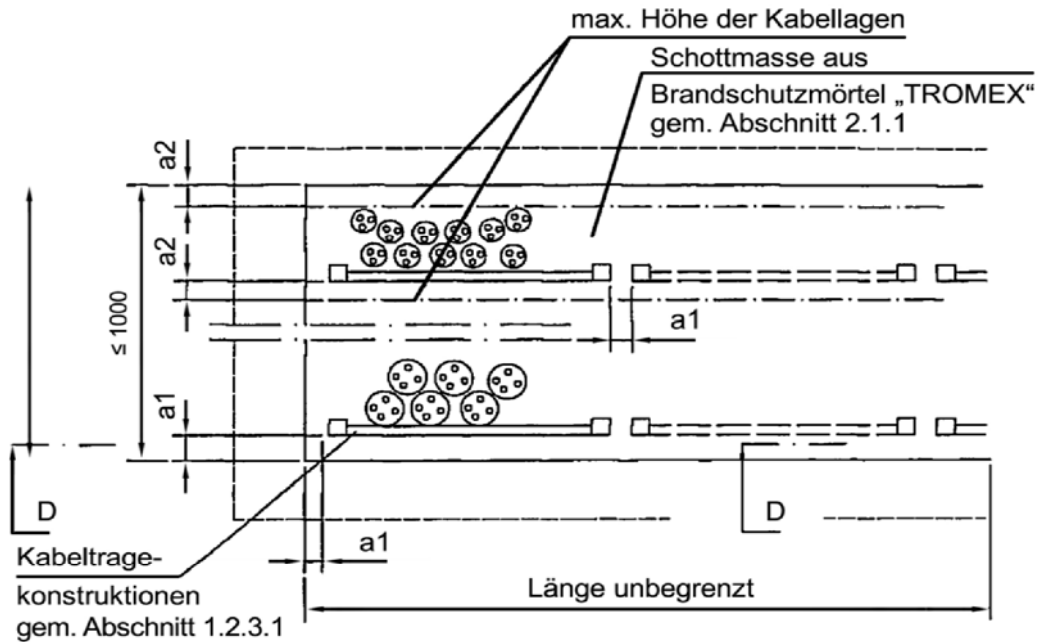 max. Höhe der Kabellagen
Schottmasse aus
Brandschutzmörtel „TROMEX“
gem. Abschnitt 2.1.1
a2
a2
≤ 1000
a1
a1
D
D
a1
Kabeltrage-
konstruktionen
gem. Abschnitt 1.2.3.1
Länge unbegrenzt